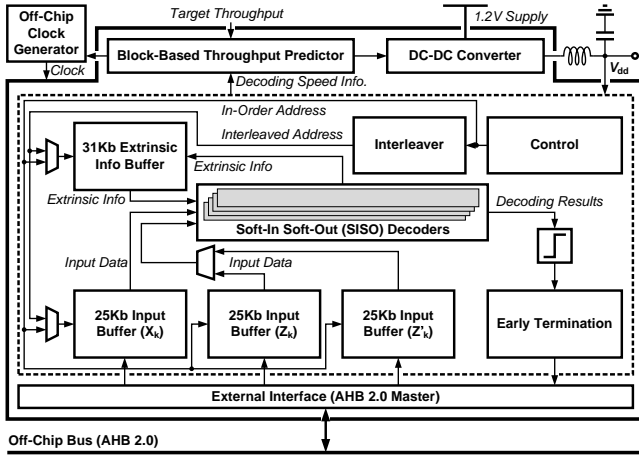 Off-Chip
Clock
Generator
Target Throughput
1.2V Supply
Block-Based Throughput Predictor
DC-DC Converter
Clock
Decoding Speed Info.
Vdd
In-Order Address
Interleaved Address
31Kb Extrinsic
Info Buffer
Interleaver
Control
Extrinsic Info
Extrinsic Info
Decoding Results
Soft-In Soft-Out (SISO) Decoders
Input Data
Input Data
25Kb Input
Buffer (Xk)
25Kb Input
Buffer (Zk)
25Kb Input
Buffer (Z'k)
Early Termination
External Interface (AHB 2.0 Master)
Off-Chip Bus (AHB 2.0)